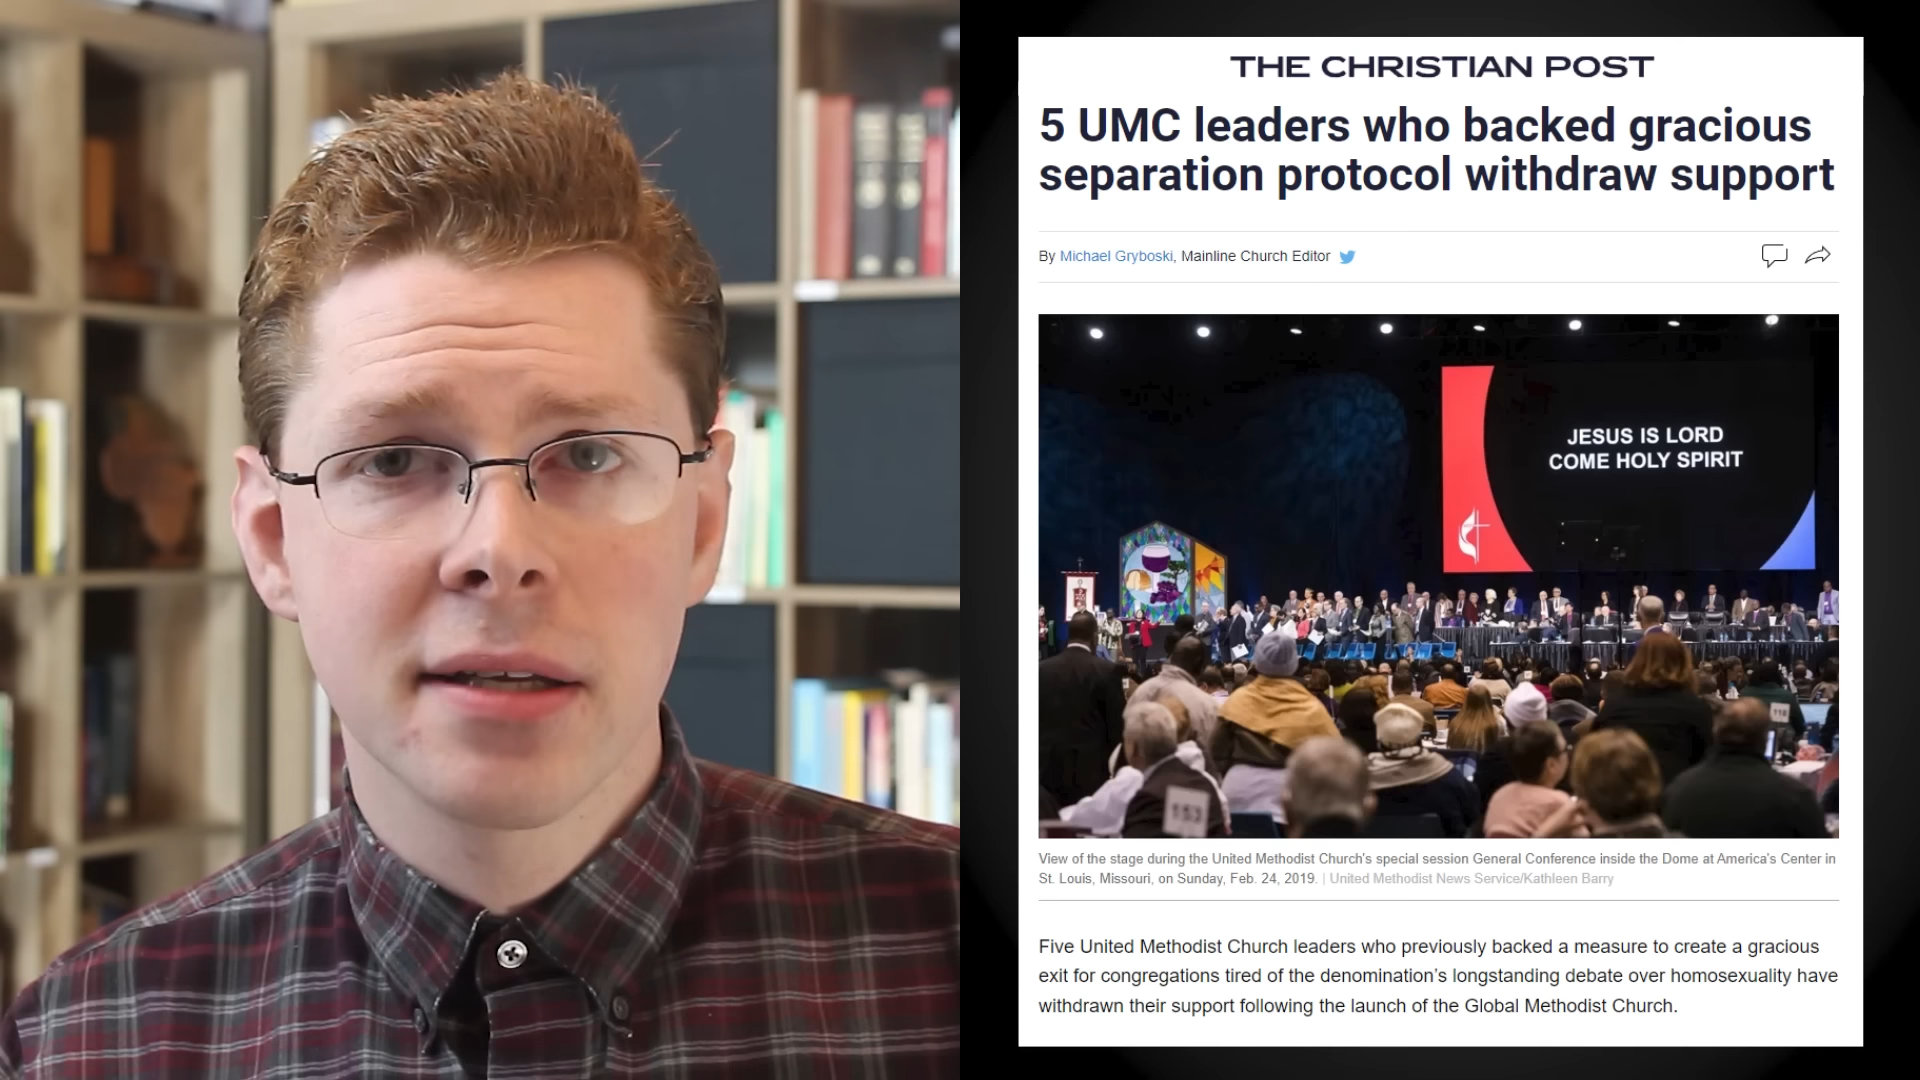 THE CHRISTIAN POST
5 UMC leaders who backed gracious
separation protocol withdraw support
By Michael Gryboski, Mainline Church Editor
JESUS IS LORD
COME HOLY SPIRIT
116
153
View of the stage during the United Methodist Church's special session General Conference inside the Dome at America's Center in
St. Louis, Missouri, on Sunday, Feb. 24, 2019. | United Methodist News Service/Kathleen Barry
Five United Methodist Church leaders who previously backed a measure to create a gracious
exit for congregations tired of the denomination’s longstanding debate over homosexuality have
withdrawn their support following the launch of the Global Methodist Church.